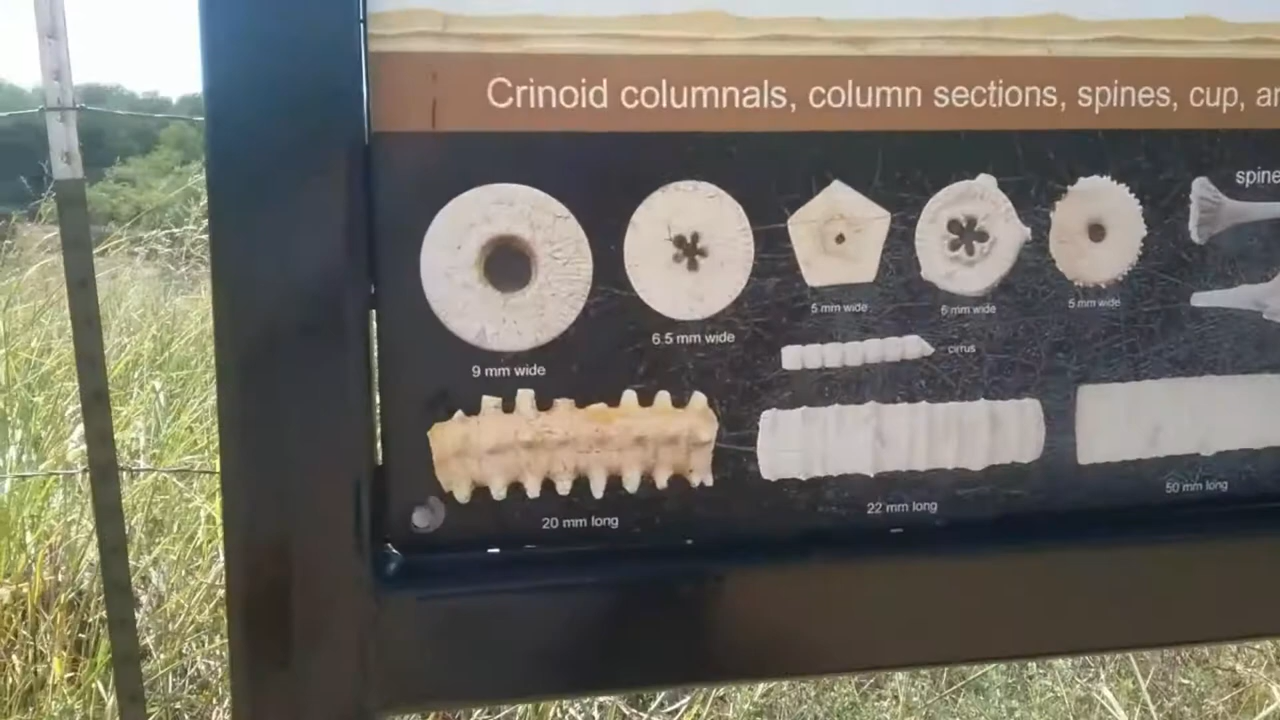 Crinoid columnals, column sections, spines, cup, ar
spine
5 mm wide
6 mm wide
5 mm wide
6.5 mm wide
cirrus
9 mm wide
50 mm long
22 mm long
20 mm long